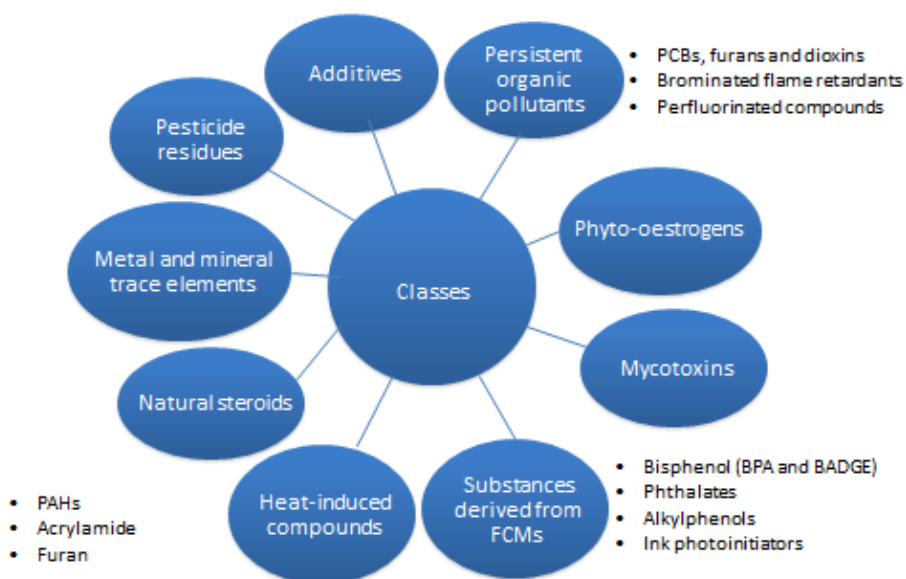 Additives
Persistent
organic
pollutants
• PCBs, furans and dioxins
• Brominated flame retardants
• Perfluorinated compounds
Pesticide
residues
Phyto-oestrogens
Metal and mineral
trace elements
Classes
Mycotoxins
Natural steroids
Heat-induced
compounds
Substances
derived from
FCMs
• Bisphenol (BPA and BADGE)
• Phthalates
• Alkylphenols
• Ink photoinitiators
• PAHs
• Acrylamide
• Furan